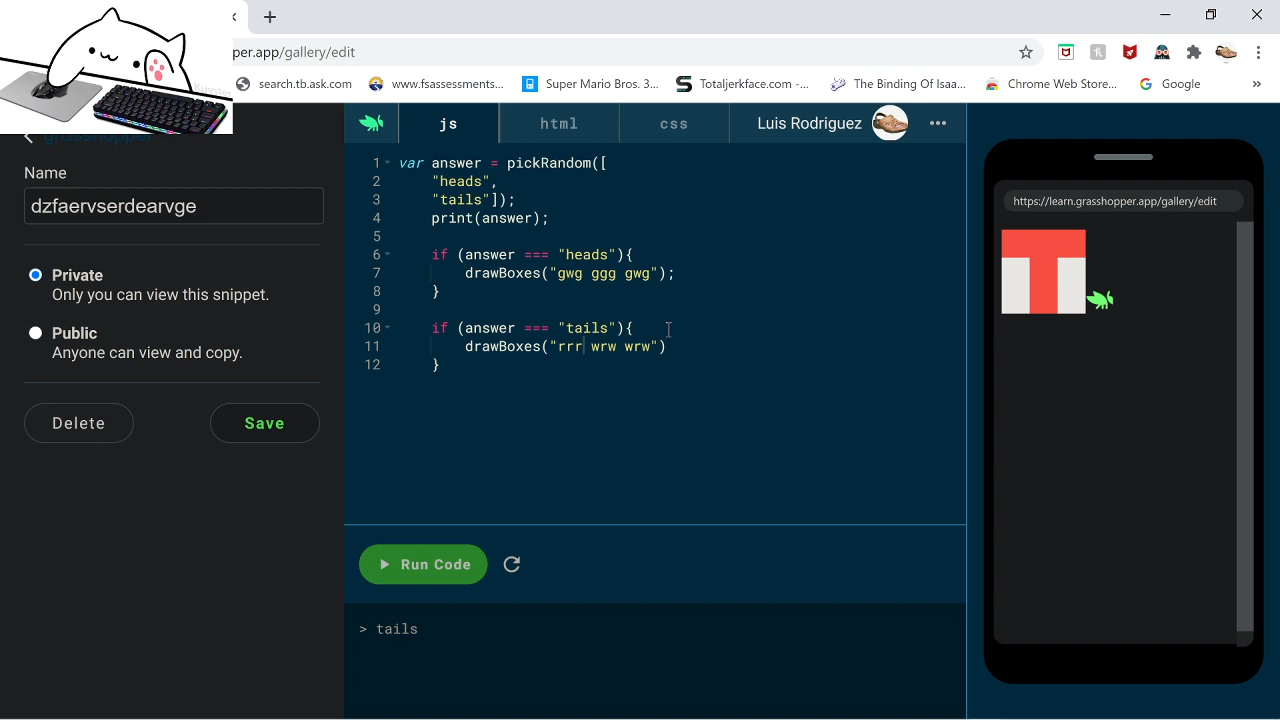 per.app/gallery/edit
search.tb.ask.com
www.fsassessments...
Super Mario Bros. 3...
Totaljerkface.com -...
The Binding Of Isaa...
Chrome Web Store...
Google
»
grasshopper
js
html
css
Luis Rodriguez
Name
dzfaervserdearvge
Private
Only you can view this snippet.
Public
Anyone can view and copy.
Delete
Save
1 var answer = pickRandom([
2 "heads",
3 "tails"]);
4 print(answer);
5
6 if (answer === "heads"){
7 drawBoxes("gwg ggg gwg");
8 }
9
10 if (answer === "tails"){
11 drawBoxes("rrr wrw wrw")
12 }
Run Code
> tails
https://learn.grasshopper.app/gallery/edit